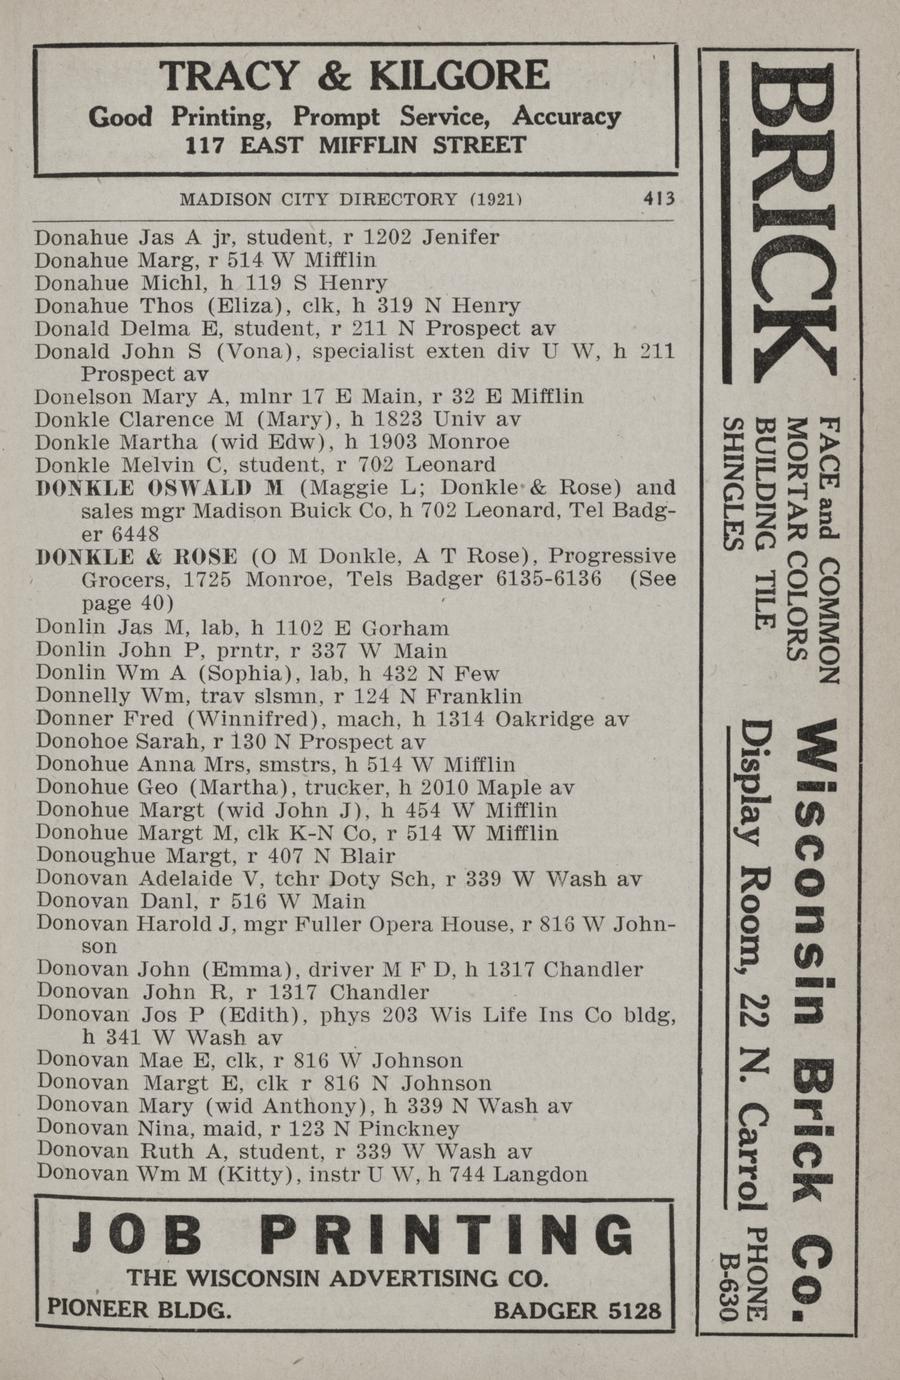 TRACY & KILGORE
Good Printing, Prompt Service, Accuracy
117 EAST MIFFLIN STREET
MADISON CITY DIRECTORY (1921) 413
Donahue Jas A jr, student, r 1202 Jenifer
Donahue Marg, r 514 W Mifflin
Donahue Michl, h 119 S Henry
Donahue Thos (Eliza), clk, h 319 N Henry
Donald Delma E, student, r 211 N Prospect av
Donald John S (Vona), specialist exten div U W, h 211
Prospect av
Donelson Mary A, mlnr 17 E Main, r 32 E Mifflin
Donkle Clarence M (Mary), h 1823 Univ av
Donkle Martha (wid Edw), h 1903 Monroe
Donkle Melvin C, student, r 702 Leonard
DONKLE OSWALD M (Maggie L; Donkle & Rose) and
sales mgr Madison Buick Co, h 702 Leonard, Tel Badg-
er 6448
DONKLE & ROSE (O M Donkle, A T Rose), Progressive
Grocers, 1725 Monroe, Tels Badger 6135-6136 (See
page 40)
Donlin Jas M, lab, h 1102 E Gorham
Donlin John P, prntr, r 337 W Main
Donlin Wm A (Sophia), lab, h 432 N Few
Donnelly Wm, trav slsmn, r 124 N Franklin
Donner Fred (Winnifred), mach, h 1314 Oakridge av
Donohoe Sarah, r 130 N Prospect av
Donohue Anna Mrs, smstrs, h 514 W Mifflin
Donohue Geo (Martha), trucker, h 2010 Maple av
Donohue Margt (wid John J), h 454 W Mifflin
Donohue Margt M, clk K-N Co, r 514 W Mifflin
Donoughue Margt, r 407 N Blair
Donovan Adelaide V, tchr Doty Sch, r 339 W Wash av
Donovan Danl, r 516 W Main
Donovan Harold J, mgr Fuller Opera House, r 816 W John-
son
Donovan John (Emma), driver M F D, h 1317 Chandler
Donovan John R, r 1317 Chandler
Donovan Jos P (Edith), phys 203 Wis Life Ins Co bldg,
h 341 W Wash av
Donovan Mae E, clk, r 816 W Johnson
Donovan Margt E, clk r 816 N Johnson
Donovan Mary (wid Anthony), h 339 N Wash av
Donovan Nina, maid, r 123 N Pinckney
Donovan Ruth A, student, r 339 W Wash av
Donovan Wm M (Kitty), instr U W, h 744 Langdon
JOB PRINTING
THE WISCONSIN ADVERTISING CO.
PIONEER BLDG. BADGER 5128
BRICK
FACE and COMMON
MORTAR COLORS
BUILDING TILE
SHINGLES
Wisconsin Brick Co.
Display Room, 22 N. Carrol
PHONE
B-630